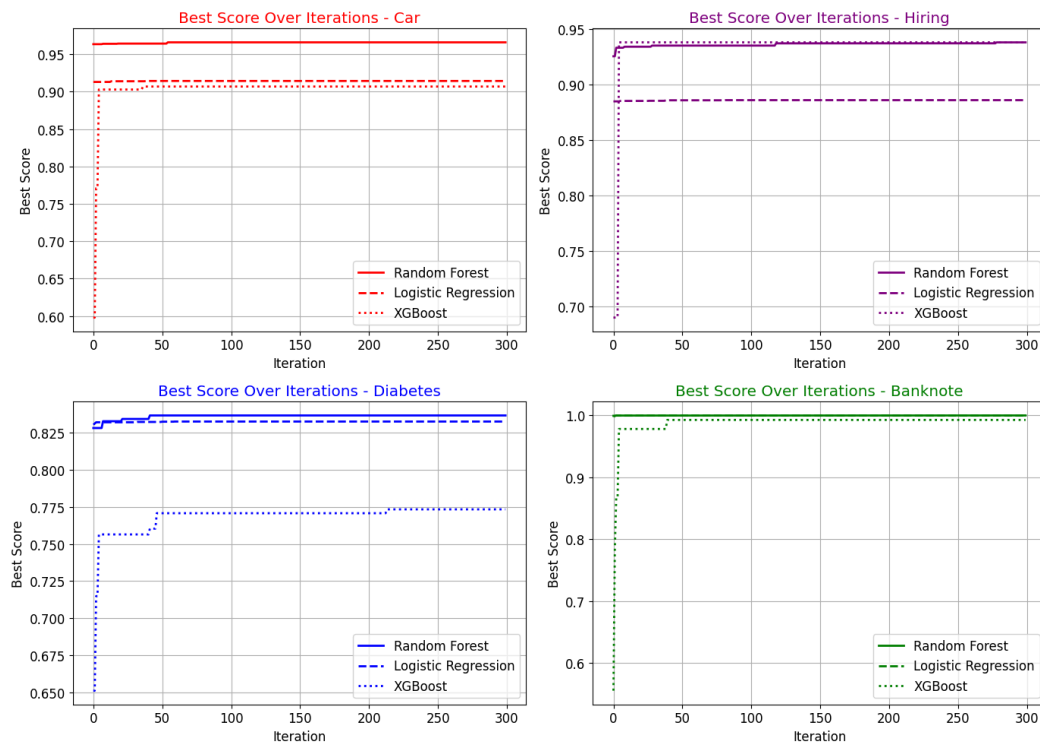 Best Score Over Iterations - Car
Best Score
0.95
0.90
0.85
0.80
0.75
0.70
0.65
0.60
Random Forest
Logistic Regression
XGBoost
0 50 100 150 200 250 300
Iteration
Best Score Over Iterations - Hiring
Best Score
0.95
0.90
0.85
0.80
0.75
0.70
Random Forest
Logistic Regression
XGBoost
0 50 100 150 200 250 300
Iteration
Best Score Over Iterations - Diabetes
Best Score
0.825
0.800
0.775
0.750
0.725
0.700
0.675
0.650
Random Forest
Logistic Regression
XGBoost
0 50 100 150 200 250 300
Iteration
Best Score Over Iterations - Banknote
Best Score
1.0
0.9
0.8
0.7
0.6
Random Forest
Logistic Regression
XGBoost
0 50 100 150 200 250 300
Iteration